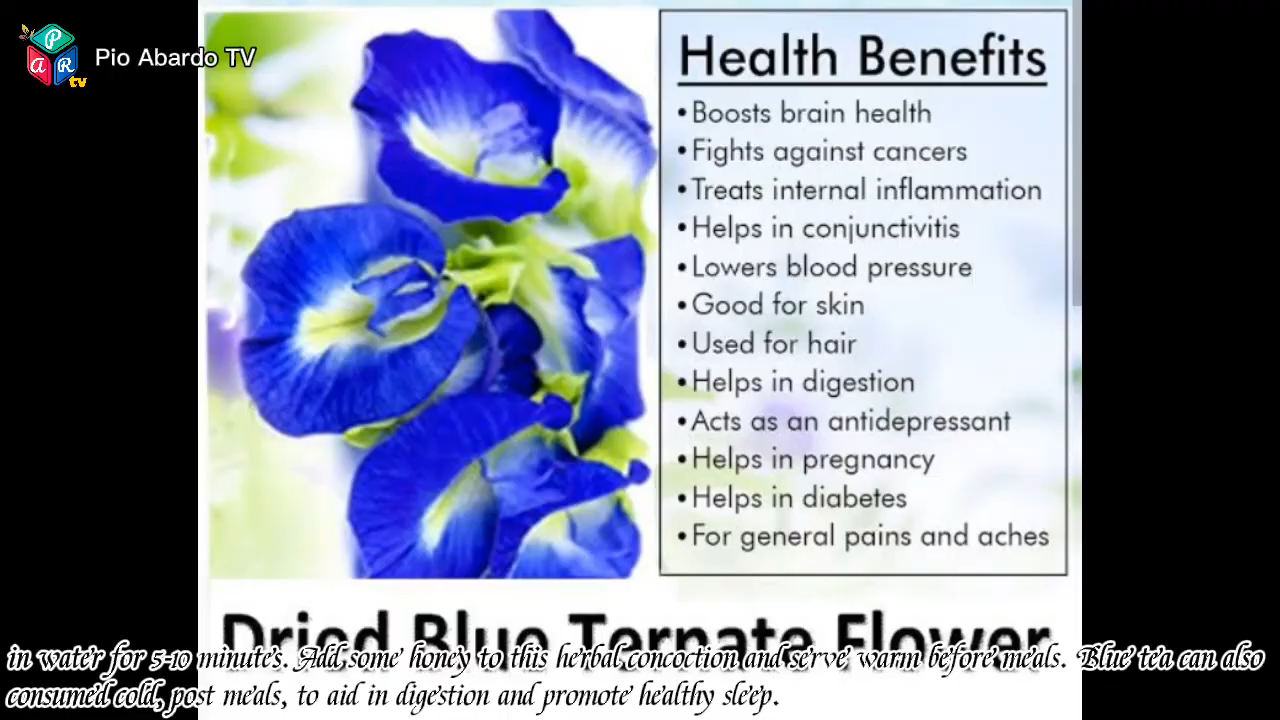 P
A R
tv
Pio Abardo TV
Health Benefits
•Boosts brain health
•Fights against cancers
•Treats internal inflammation
•Helps in conjunctivitis
•Lowers blood pressure
•Good for skin
•Used for hair
•Helps in digestion
•Acts as an antidepressant
•Helps in pregnancy
•Helps in diabetes
•For general pains and aches
Dried Blue Ternate Flower
in water for 5-10 minutes. Add some honey to this herbal concoction and serve warm before meals. Blue tea can also
consumed cold, post meals, to aid in digestion and promote healthy sleep.